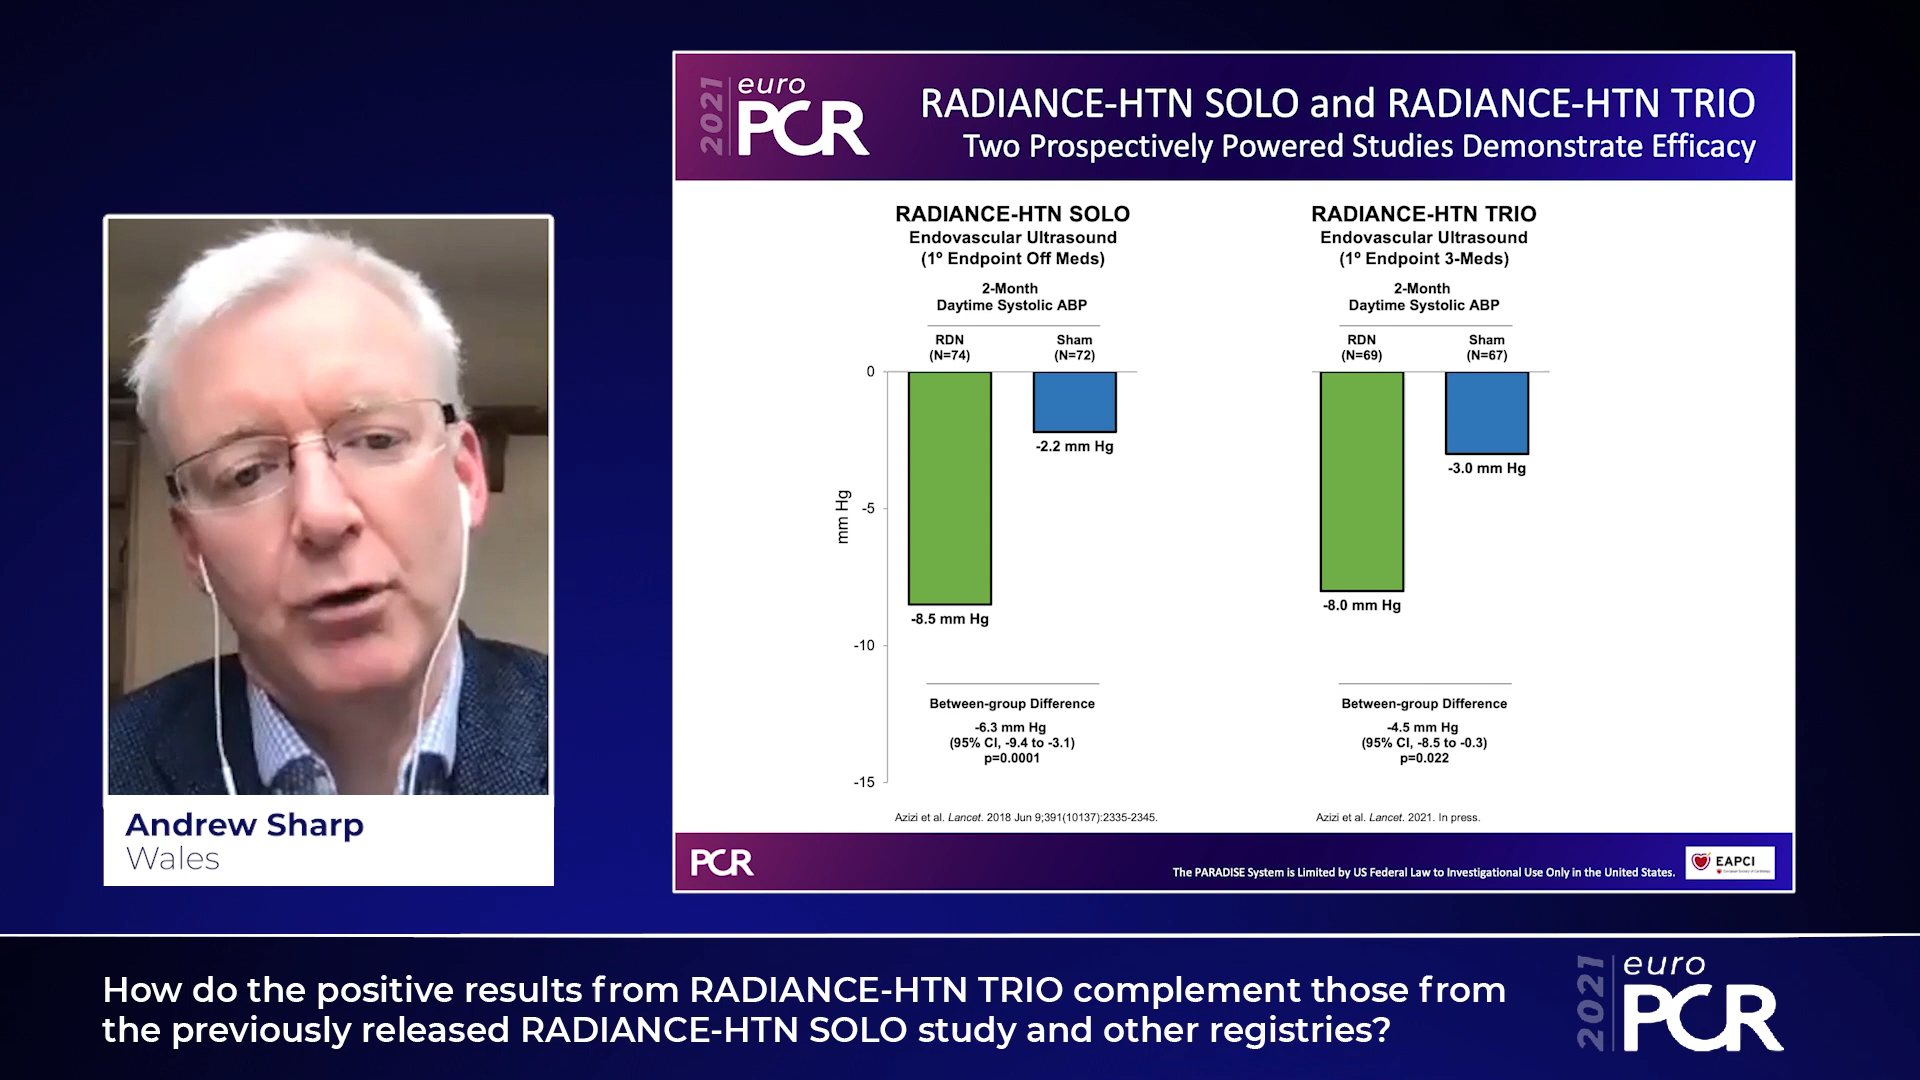 2021
euro
PCR
RADIANCE-HTN SOLO and RADIANCE-HTN TRIO
Two Prospectively Powered Studies Demonstrate Efficacy
RADIANCE-HTN SOLO
Endovascular Ultrasound
(1º Endpoint Off Meds)
2-Month
Daytime Systolic ABP
RDN
(N=74)
Sham
(N=72)
RADIANCE-HTN TRIO
Endovascular Ultrasound
(1º Endpoint 3-Meds)
2-Month
Daytime Systolic ABP
RDN
(N=69)
Sham
(N=67)
mm Hg
0
-5
-10
-15
-8.5 mm Hg
-2.2 mm Hg
-8.0 mm Hg
-3.0 mm Hg
Between-group Difference
-6.3 mm Hg
(95% CI, -9.4 to -3.1)
p=0.0001
Between-group Difference
-4.5 mm Hg
(95% CI, -8.5 to -0.3)
p=0.022
Azizi et al. Lancet. 2018 Jun 9;391(10137):2335-2345.
Azizi et al. Lancet. 2021. In press.
PCR
The PARADISE System is Limited by US Federal Law to Investigational Use Only in the United States.
EAPCI
Andrew Sharp
Wales
How do the positive results from RADIANCE-HTN TRIO complement those from
the previously released RADIANCE-HTN SOLO study and other registries?
2021
euro
PCR